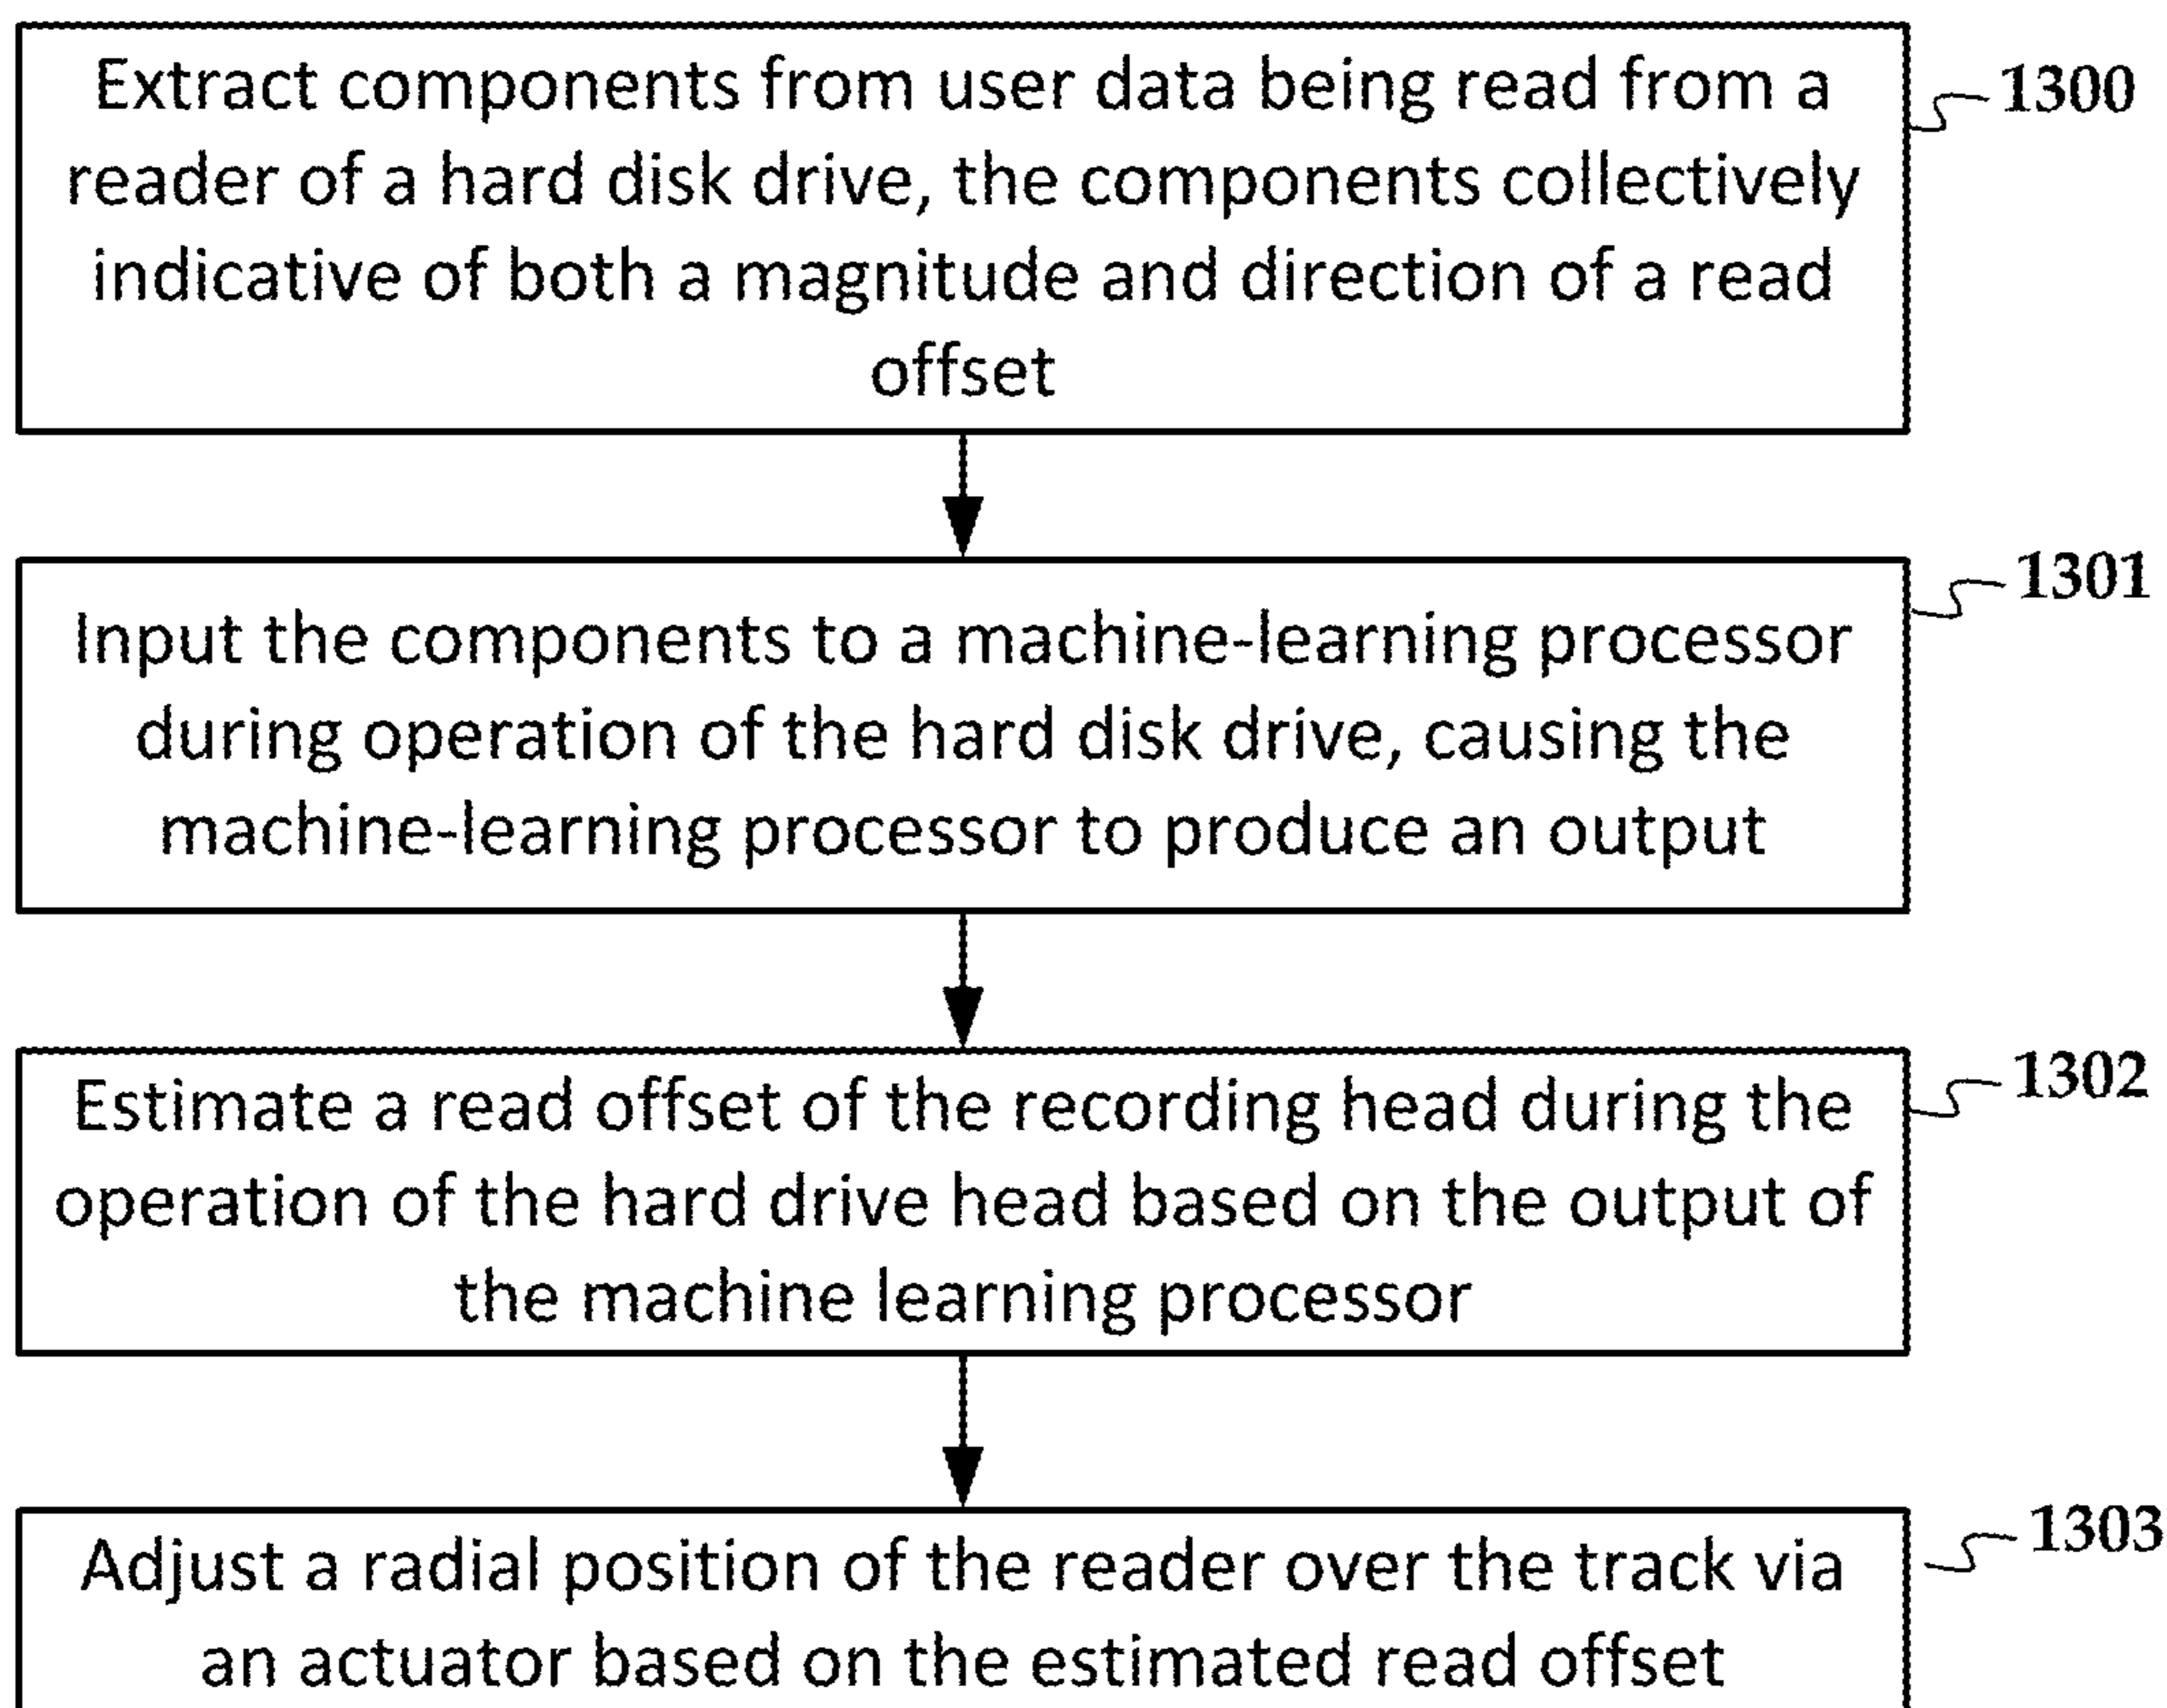 Extract components from user data being read from a
reader of a hard disk drive, the components collectively
indicative of both a magnitude and direction of a read
offset
1300
Input the components to a machine-learning processor
during operation of the hard disk drive, causing the
machine-learning processor to produce an output
1301
Estimate a read offset of the recording head during the
operation of the hard drive head based on the output of
the machine learning processor
1302
Adjust a radial position of the reader over the track via
an actuator based on the estimated read offset
1303